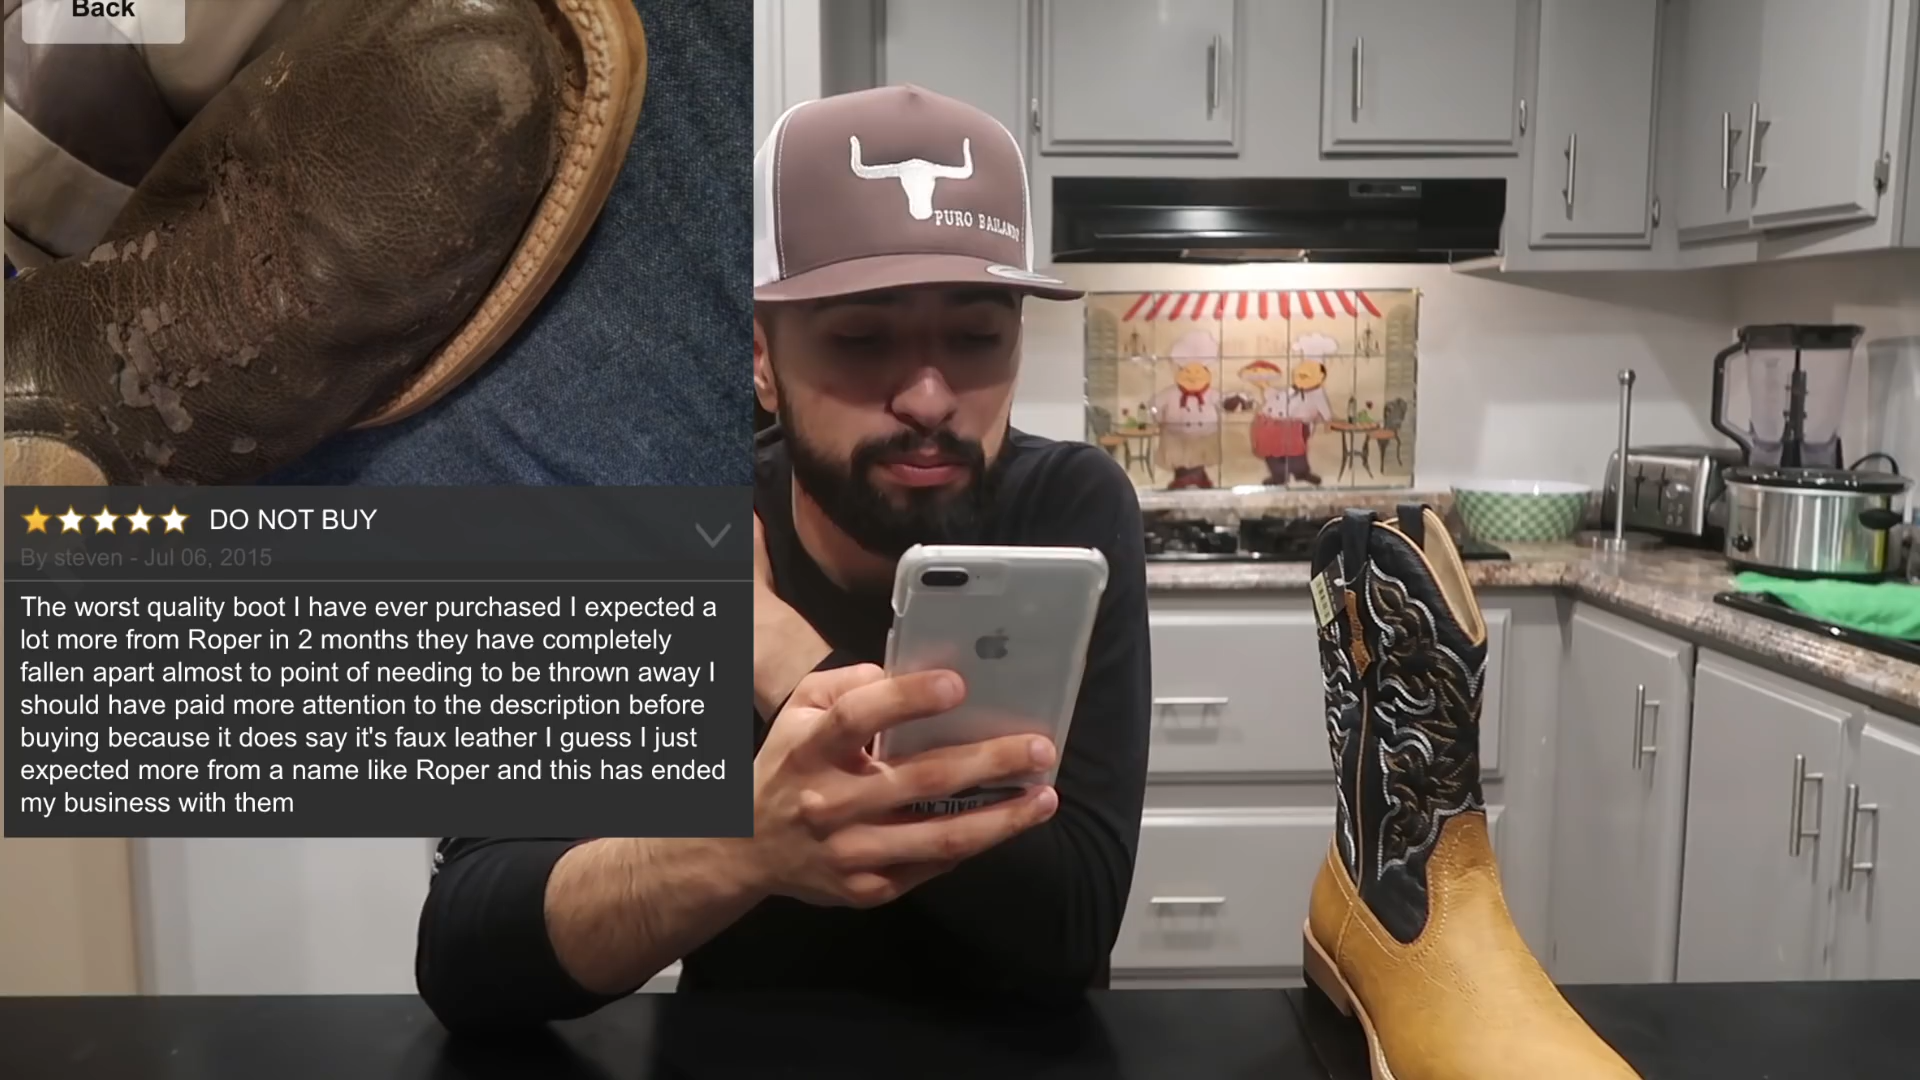 Back
PURO BAILANDO
DO NOT BUY
By steven - Jul 06, 2015
The worst quality boot I have ever purchased I expected a
lot more from Roper in 2 months they have completely
fallen apart almost to point of needing to be thrown away I
should have paid more attention to the description before
buying because it does say it's faux leather I guess I just
expected more from a name like Roper and this has ended
my business with them